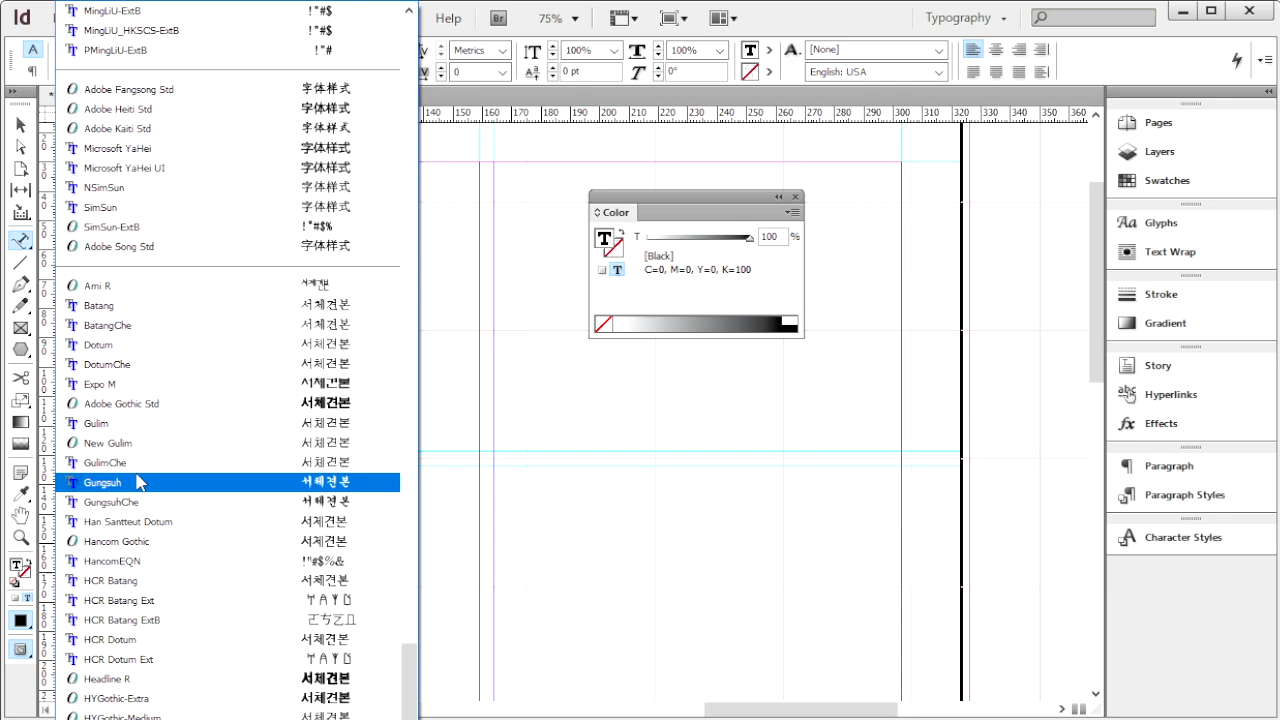 Id Help Br 75% Typography
A Metrics 100% 100% T A. [None]
¶ 0 0 pt 0° English: USA
MingLiU-ExtB !"#$
MingLiU_HKSCS-ExtB !"#$
PMingLiU-ExtB !"#
Adobe Fangsong Std 字体样式
Adobe Heiti Std 字体样式
Adobe Kaiti Std 字体样式
Microsoft YaHei 字体样式
Microsoft YaHei UI 字体样式
NSimSun 字体样式
SimSun 字体样式
SimSun-ExtB !"#$%
Adobe Song Std 字体样式
Ami R 서체견본
Batang 서체견본
BatangChe 서체견본
Dotum 서체견본
DotumChe 서체견본
Expo M 서체견본
Adobe Gothic Std 서체견본
Gulim 서체견본
New Gulim 서체견본
GulimChe 서체견본
Gungsuh 서체견본
GungsuhChe 서체견본
Han Santteut Dotum 서체견본
Hancom Gothic 서체견본
HancomEQN !"#$%&
HCR Batang 서체견본
HCR Batang Ext
HCR Batang ExtB
HCR Dotum 서체견본
HCR Dotum Ext
Headline R 서체견본
HYGothic-Extra 서체견본
HYGothic-Medium
140 150 160 170 180 190 200 210 220 230 240 250 260 270 280 290 300 310 320 330 340 350 360
Color
T 100 %
[Black]
T C=0, M=0, Y=0, K=100
Pages
Layers
Swatches
Glyphs
Text Wrap
Stroke
Gradient
Story
Hyperlinks
Effects
Paragraph
Paragraph Styles
Character Styles